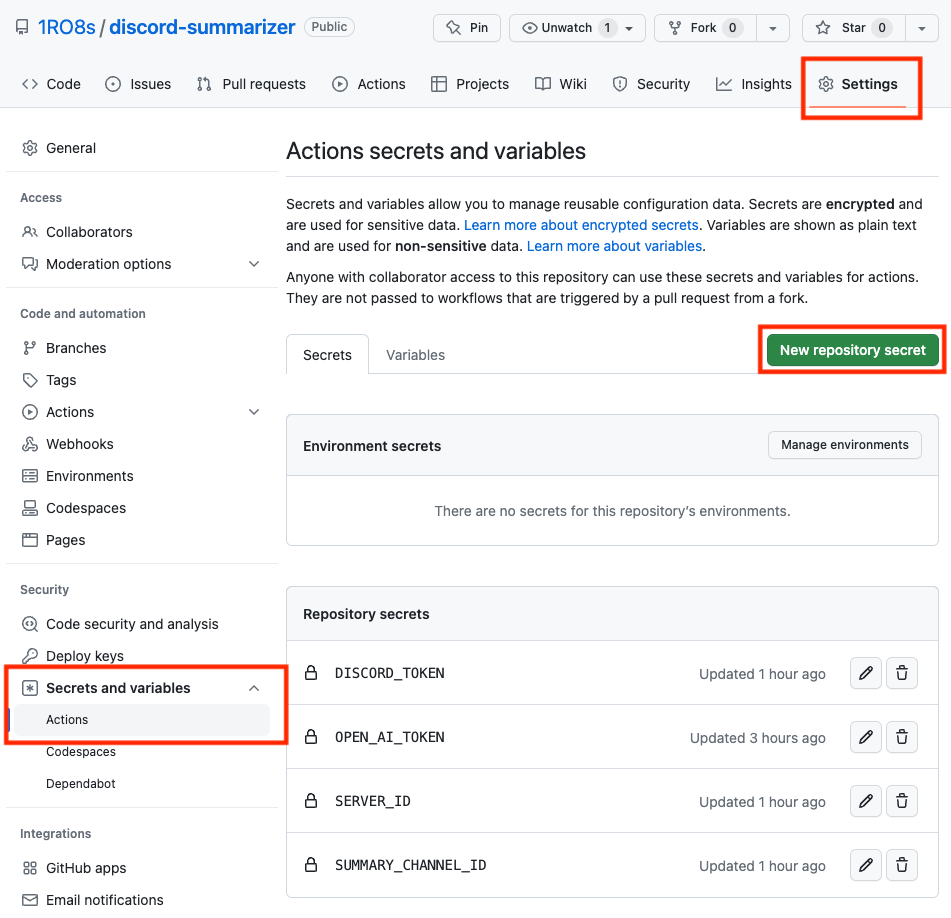 1RO8s / discord-summarizer Public
Pin Unwatch 1 Fork 0 Star 0
Code Issues Pull requests Actions Projects Wiki Security Insights Settings
General
Access
Collaborators
Moderation options
Code and automation
Branches
Tags
Actions
Webhooks
Environments
Codespaces
Pages
Security
Code security and analysis
Deploy keys
Secrets and variables
Actions
Codespaces
Dependabot
Integrations
GitHub apps
Email notifications
Actions secrets and variables
Secrets and variables allow you to manage reusable configuration data. Secrets are encrypted and
are used for sensitive data. Learn more about encrypted secrets. Variables are shown as plain text
and are used for non-sensitive data. Learn more about variables.
Anyone with collaborator access to this repository can use these secrets and variables for actions.
They are not passed to workflows that are triggered by a pull request from a fork.
Secrets Variables New repository secret
Environment secrets Manage environments
There are no secrets for this repository's environments.
Repository secrets
DISCORD_TOKEN Updated 1 hour ago
OPEN_AI_TOKEN Updated 3 hours ago
SERVER_ID Updated 1 hour ago
SUMMARY_CHANNEL_ID Updated 1 hour ago